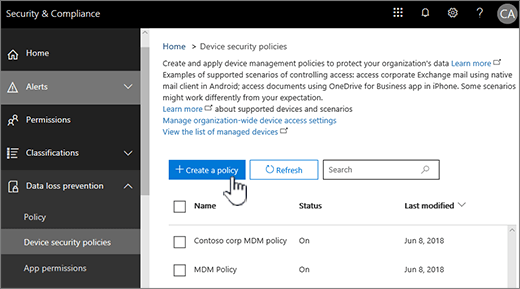 Security & Compliance
?
CA
Home
Alerts
Permissions
Classifications
Data loss prevention
Policy
Device security policies
App permissions
Home > Device security policies
Create and apply device management policies to protect your organization's data Learn more
Examples of supported scenarios of controlling access: access corporate Exchange mail using native
mail client in Android; access documents using OneDrive for Business app in iPhone. Some scenarios
might work differently from your expectation.
Learn more about supported devices and scenarios
Manage organization-wide device access settings
View the list of managed devices
+ Create a policy
Refresh
Search
Name Status Last modified
Contoso corp MDM policy On Jun 8, 2018
MDM Policy On Jun 8, 2018